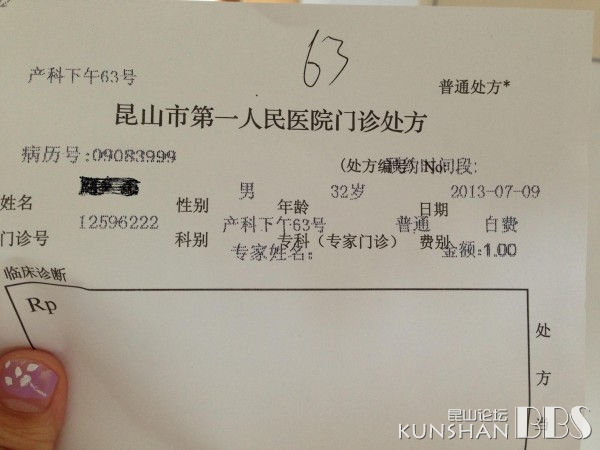 63
产科下午63号
普通处方*
昆山市第一人民医院门诊处方
病历号:09083999
(处方编号) No: 时间段:
姓名 性别 男 年龄 32岁 日期 2013-07-09
门诊号 12596222 科别 产科下午63号 专科（专家门诊） 普通 费别 自费
专家姓名: 金额:1.00
临床诊断
Rp
处
方
当
昆山论坛
KUNSHAN BBS